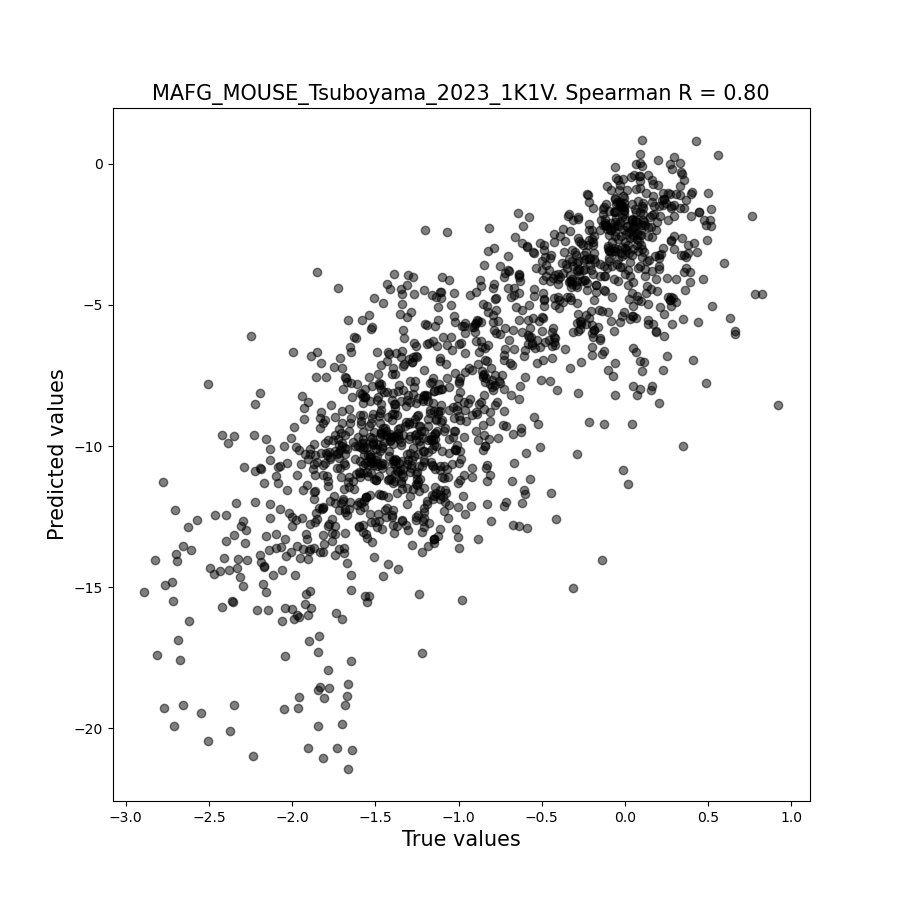 MAFG_MOUSE_Tsuboyama_2023_1K1V. Spearman R = 0.80
0
−5
−10
−15
−20
Predicted values
−3.0 −2.5 −2.0 −1.5 −1.0 −0.5 0.0 0.5 1.0
True values